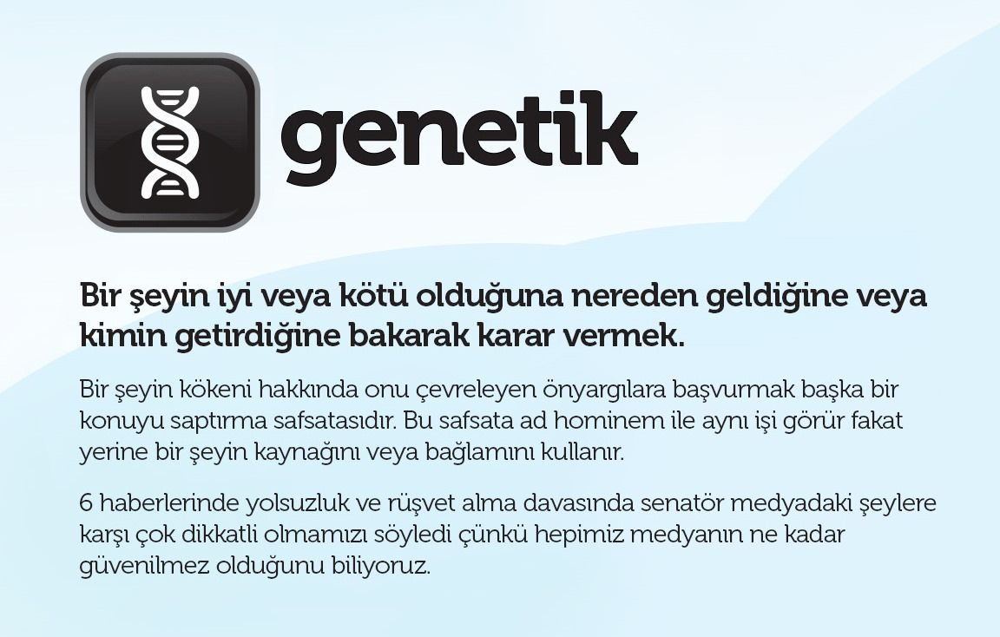 genetik
Bir şeyin iyi veya kötü olduğuna nereden geldiğine veya
kimin getirdiğine bakarak karar vermek.
Bir şeyin kökeni hakkında onu çevreleyen önyargılara başvurmak başka bir
konuyu saptırma safsatasıdır. Bu safsata ad hominem ile aynı işi görür fakat
yerine bir şeyin kaynağını veya bağlamını kullanır.
6 haberlerinde yolsuzluk ve rüşvet alma davasında senatör medyadaki şeylere
karşı çok dikkatli olmamızı söyledi çünkü hepimiz medyanın ne kadar
güvenilmez olduğunu biliyoruz.